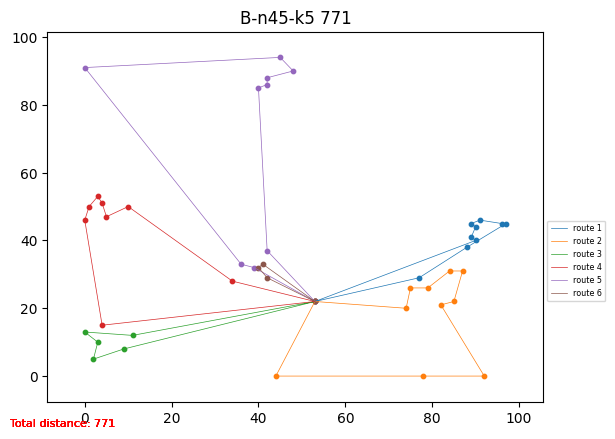 B-n45-k5 771
100
80
60
40
20
0
0 20 40 60 80 100
route 1
route 2
route 3
route 4
route 5
route 6
Total distance: 771